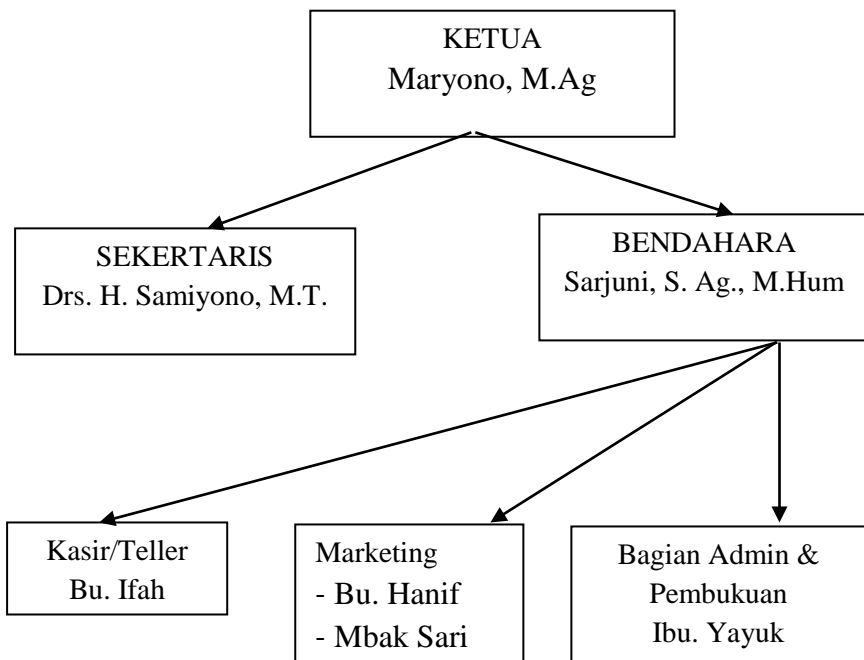 KETUA
Maryono, M.Ag
SEKERTARIS
Drs. H. Samiyono, M.T.
BENDAHARA
Sarjuni, S. Ag., M.Hum
Kasir/Teller
Bu. Ifah
Marketing
- Bu. Hanif
- Mbak Sari
Bagian Admin &
Pembukuan
Ibu. Yayuk